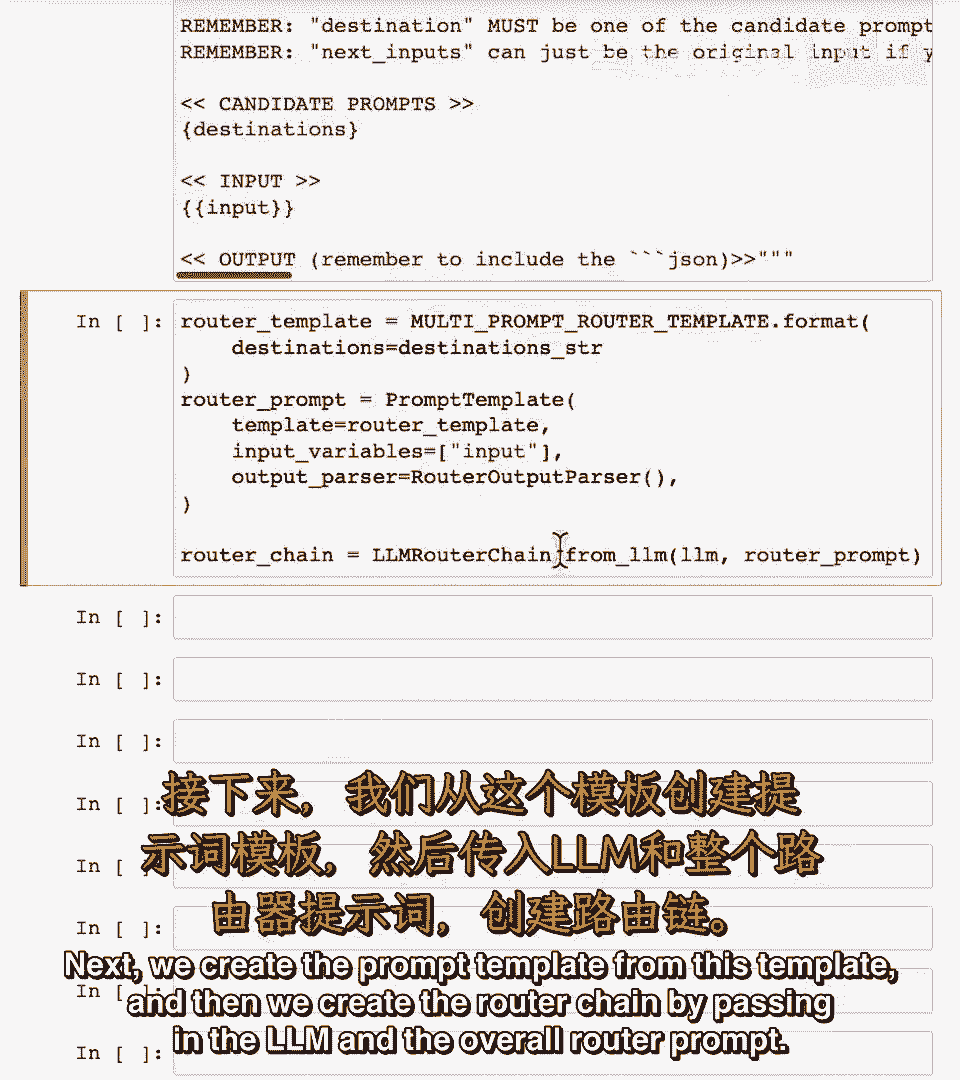 REMEMBER: "destination" MUST be one of the candidate prompt
REMEMBER: "next_inputs" can just be the original input if y
<< CANDIDATE PROMPTS >>
{destinations}
<< INPUT >>
{{input}}
<< OUTPUT (remember to include the ```json)>>"""
In [ ]: router_template = MULTI_PROMPT_ROUTER_TEMPLATE.format(
destinations=destinations_str
)
router_prompt = PromptTemplate(
template=router_template,
input_variables=["input"],
output_parser=RouterOutputParser(),
)
router_chain = LLMRouterChain.from_llm(llm, router_prompt)
In [ ]:
In [ ]:
In [ ]:
In [ ]:
接下来，我们从这个模板创建提
In [ ]:
示词模板，然后传入LLM和整个路
In [ ]:
由器提示词，创建路由链。
Next, we create the prompt template from this template,
In [ ]:
and then we create the router chain by passing
in the LLM and the overall router prompt.
In [ ]: